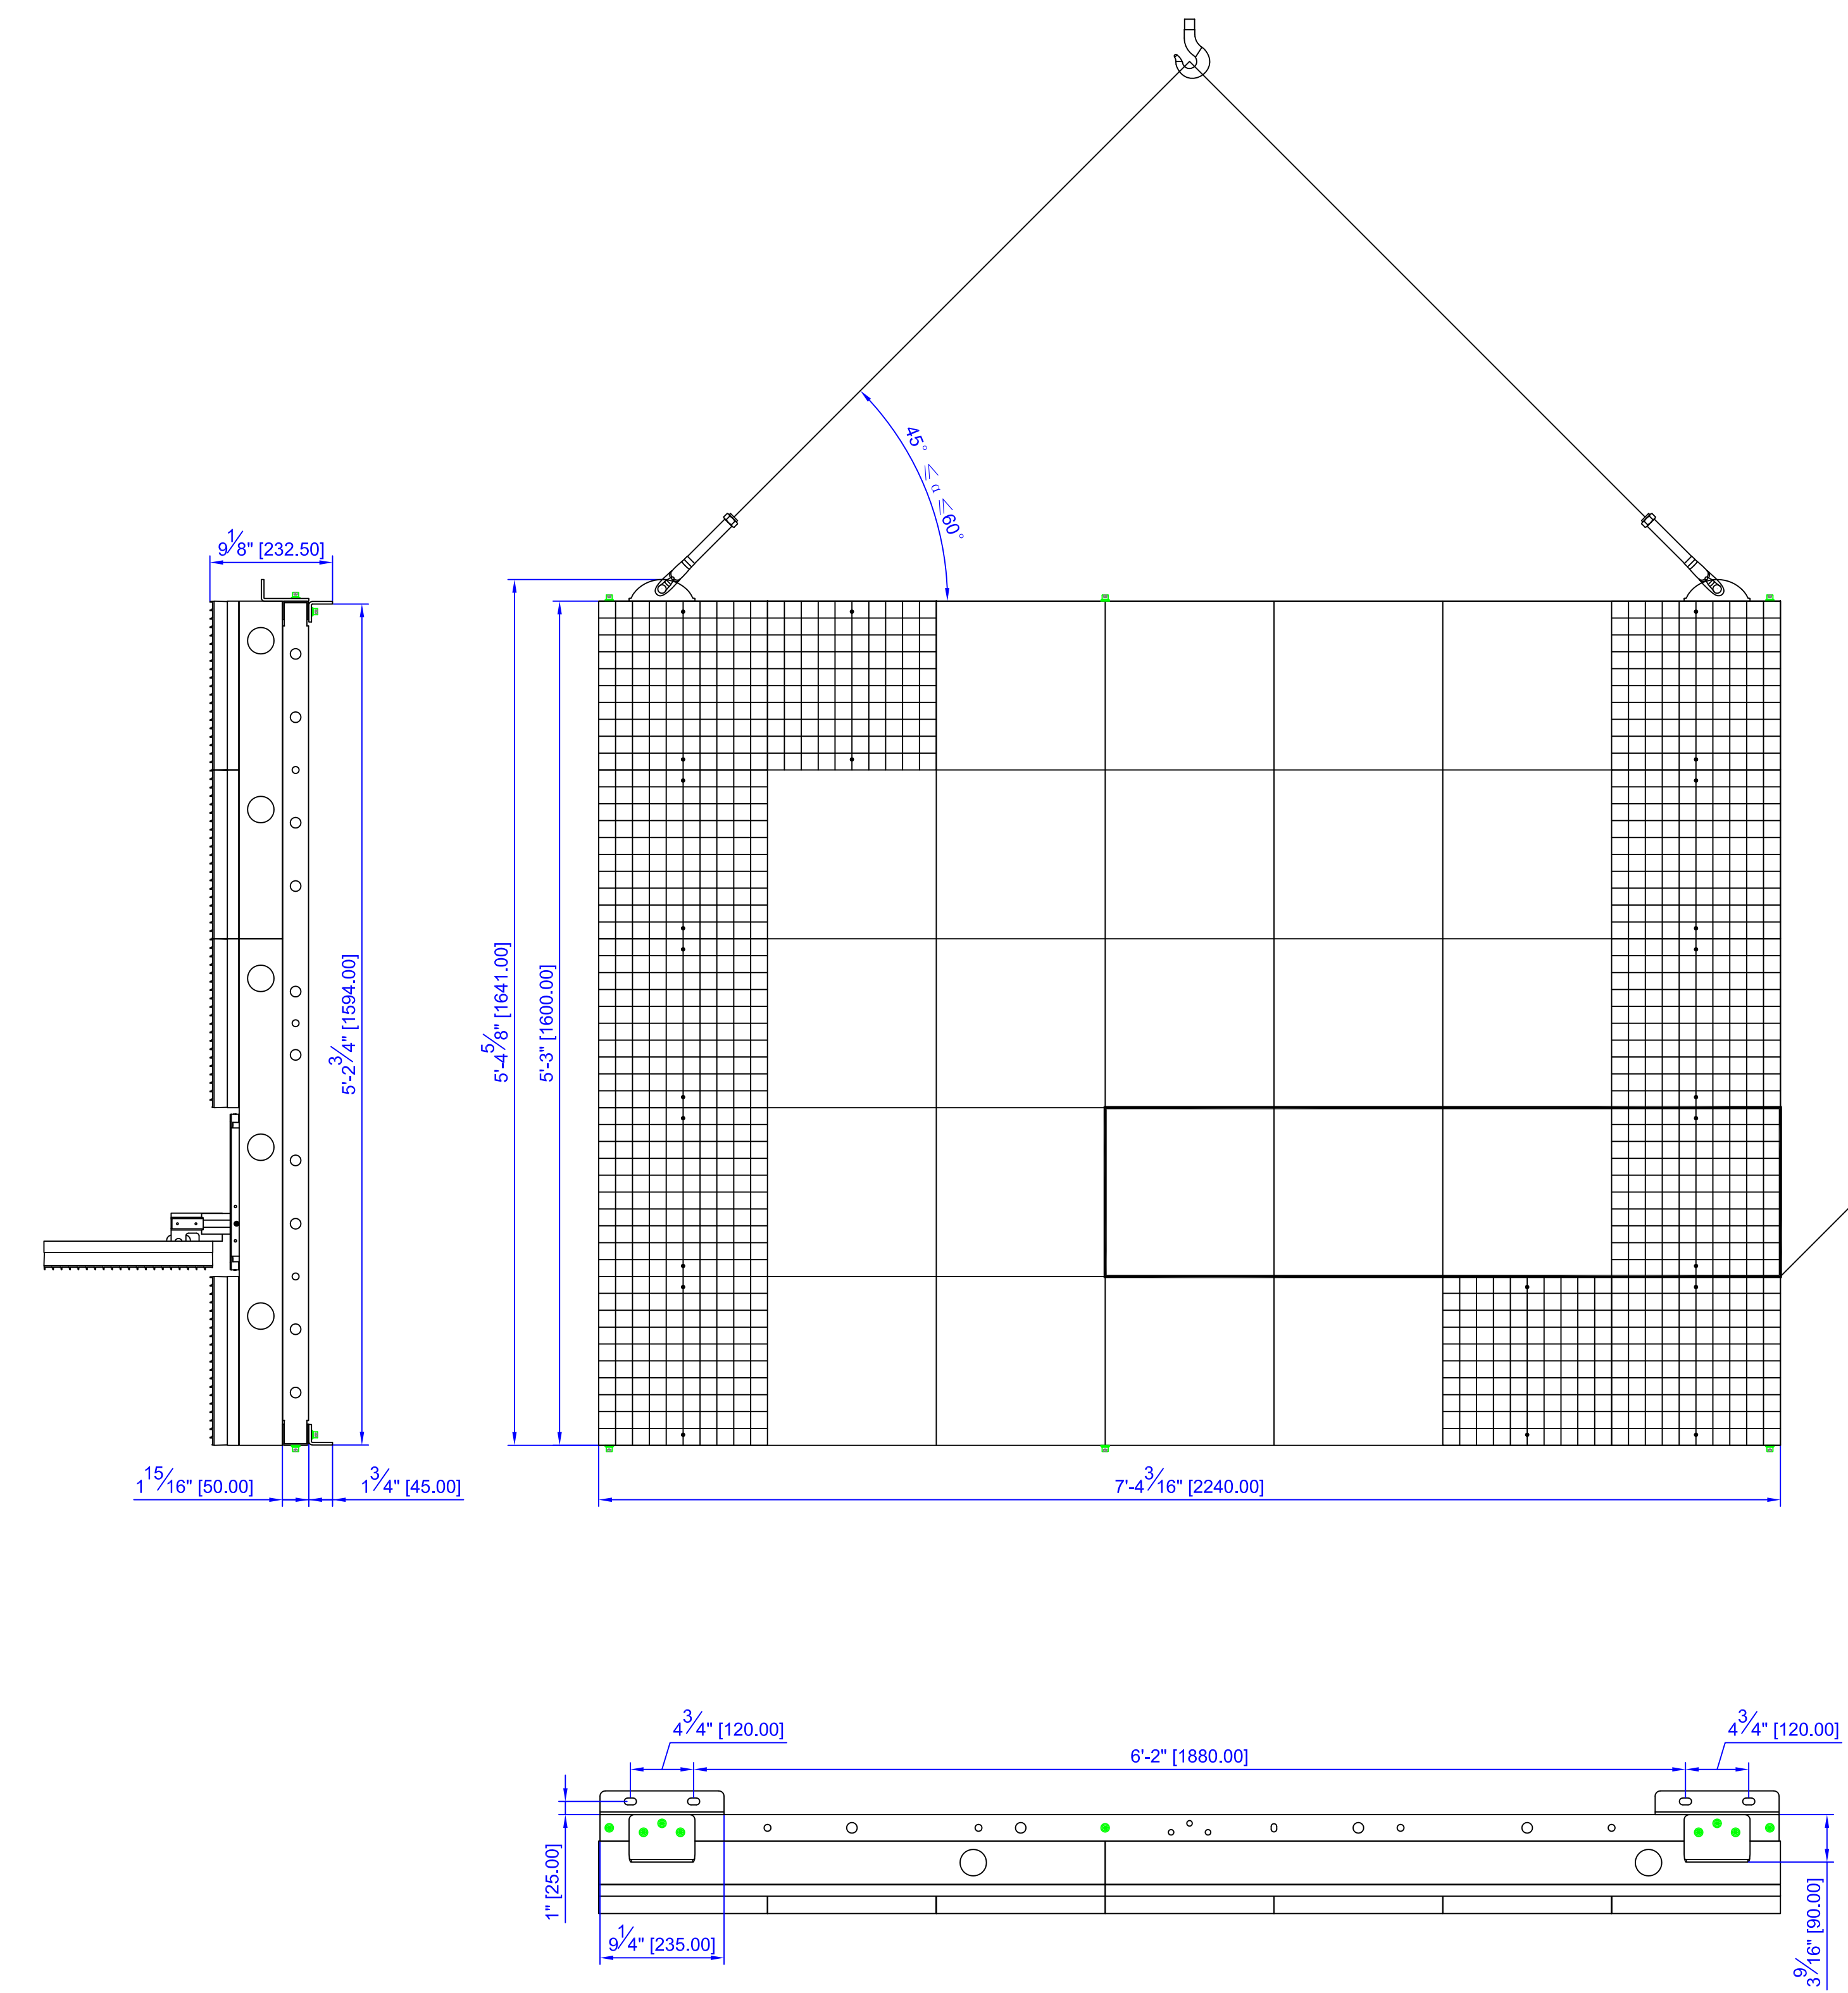 45° ≤ α ≤60°
9 1/8" [232.50]
5'-2 3/4" [1594.00]
5'-4 5/8" [1641.00]
5'-3" [1600.00]
1 15/16" [50.00]
1 3/4" [45.00]
7'-4 3/16" [2240.00]
4 3/4" [120.00]
6'-2" [1880.00]
4 3/4" [120.00]
1" [25.00]
9 1/4" [235.00]
3 9/16" [90.00]